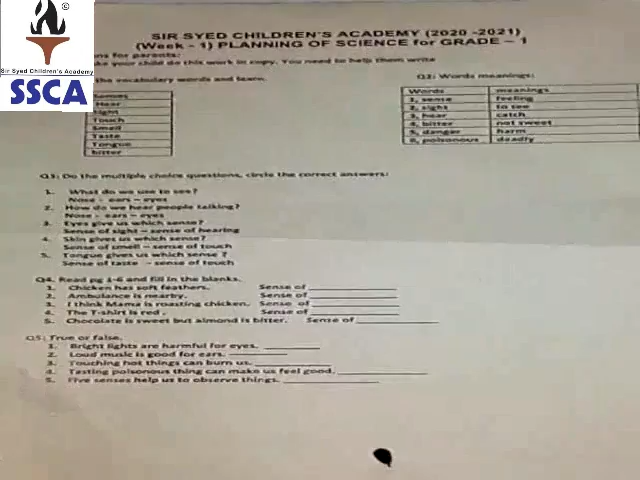 ©
Sir Syed Children's Academy
SSCA
SIR SYED CHILDREN'S ACADEMY (2020 -2021)
(Week - 1) PLANNING OF SCIENCE for GRADE – 1
ns for parents:
ke your child do this work in copy. You need to help them write
the vocabulary words and learn.
Senses
Hear
Sight
Touch
Smell
Taste
Tongue
bitter
Q2: Words meanings:
Words meanings
1, sense feeling
2, sight to see
3, hear catch
4, bitter not sweet
5, danger harm
6, poisonous deadly
Q3: Do the multiple choice questions, circle the correct answers:
1. What do we use to see?
Nose - ears – eyes
2. How do we hear people talking?
Nose - ears – eyes
3. Eyes give us which sense?
Sense of sight – sense of hearing
4. Skin gives us which sense?
Sense of smell – sense of touch
5. Tongue gives us which sense ?
Sense of taste - sense of touch
Q4. Read pg 1-6 and fill in the blanks.
1. Chicken has soft feathers. Sense of
2. Ambulance is nearby. Sense of
3. I think Mama is roasting chicken. Sense of
4. The T-shirt is red . Sense of
5. Chocolate is sweet but almond is bitter. Sense of
Q5: True or false.
1. Bright lights are harmful for eyes.
2. Loud music is good for ears.
3. Touching hot things can burn us.
4. Tasting poisonous thing can make us feel good.
5. Five senses help us to observe things.